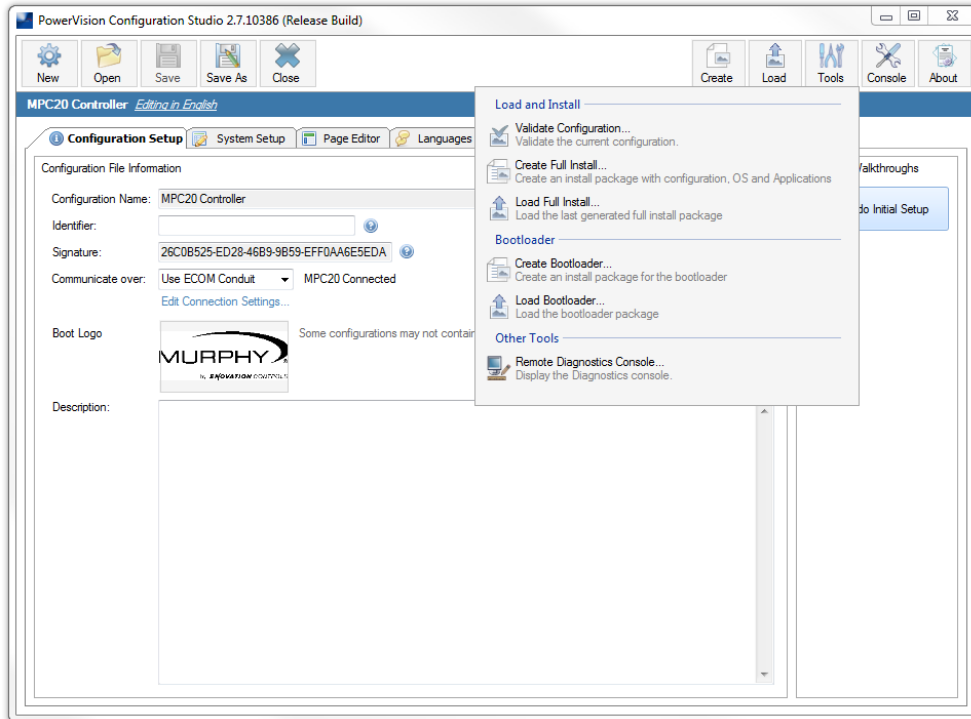 PowerVision Configuration Studio 2.7.10386 (Release Build)
New Open Save Save As Close Create Load Tools Console About
MPC20 Controller Editing in English
Configuration Setup System Setup Page Editor Languages
Configuration File Information
Configuration Name: MPC20 Controller
Identifier:
Signature: 26C0B525-ED28-46B9-9B59-EFF0AA6E5EDA
Communicate over: Use ECOM Conduit MPC20 Connected
Edit Connection Settings...
Boot Logo
MURPHY
by ENOVATION CONTROLS
Some configurations may not contain
Description:
Load and Install
Validate Configuration...
Validate the current configuration.
Create Full Install...
Create an install package with configuration, OS and Applications
Load Full Install...
Load the last generated full install package
Bootloader
Create Bootloader...
Create an install package for the bootloader
Load Bootloader...
Load the bootloader package
Other Tools
Remote Diagnostics Console...
Display the Diagnostics console.
Walkthroughs
do Initial Setup